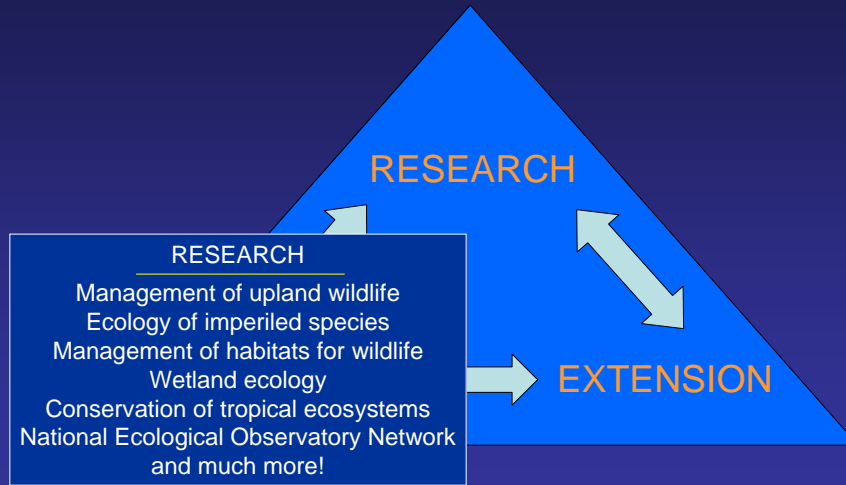 RESEARCH
EXTENSION
RESEARCH
Management of upland wildlife
Ecology of imperiled species
Management of habitats for wildlife
Wetland ecology
Conservation of tropical ecosystems
National Ecological Observatory Network
and much more!